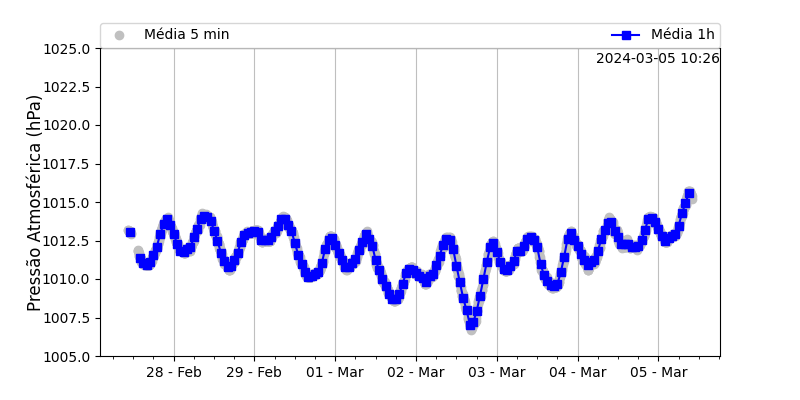 Média 5 min
Média 1h
2024-03-05 10:26
Pressão Atmosférica (hPa)
1025.0
1022.5
1020.0
1017.5
1015.0
1012.5
1010.0
1007.5
1005.0
28 - Feb
29 - Feb
01 - Mar
02 - Mar
03 - Mar
04 - Mar
05 - Mar